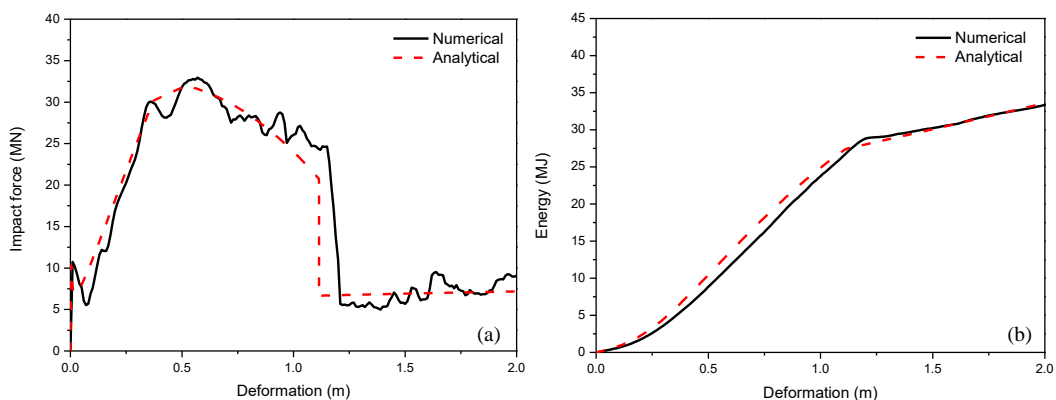 40
35
30
25
20
15
10
5
0
Impact force (MN)
Numerical
Analytical
(a)
0.0 0.5 1.0 1.5 2.0
Deformation (m)
45
40
35
30
25
20
15
10
5
0
Energy (MJ)
Numerical
Analytical
(b)
0.0 0.5 1.0 1.5 2.0
Deformation (m)